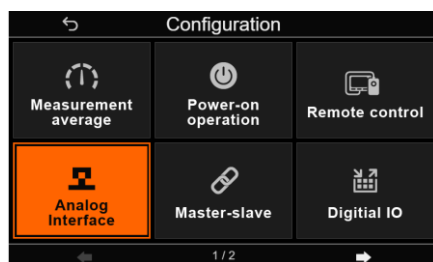 Configuration
Measurement
average
Power-on
operation
Remote control
Analog
Interface
Master-slave
Digitial IO
1/2